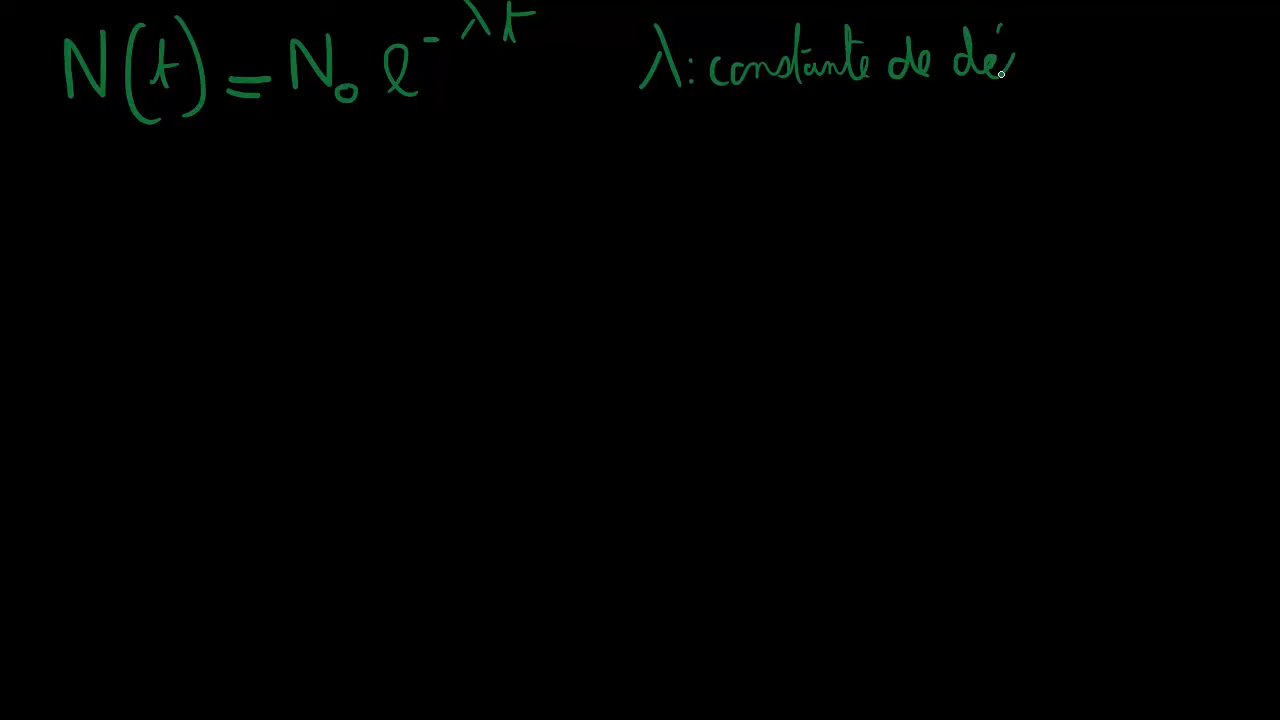 N(t) = N₀ e^{-λt} λ: constante de dé